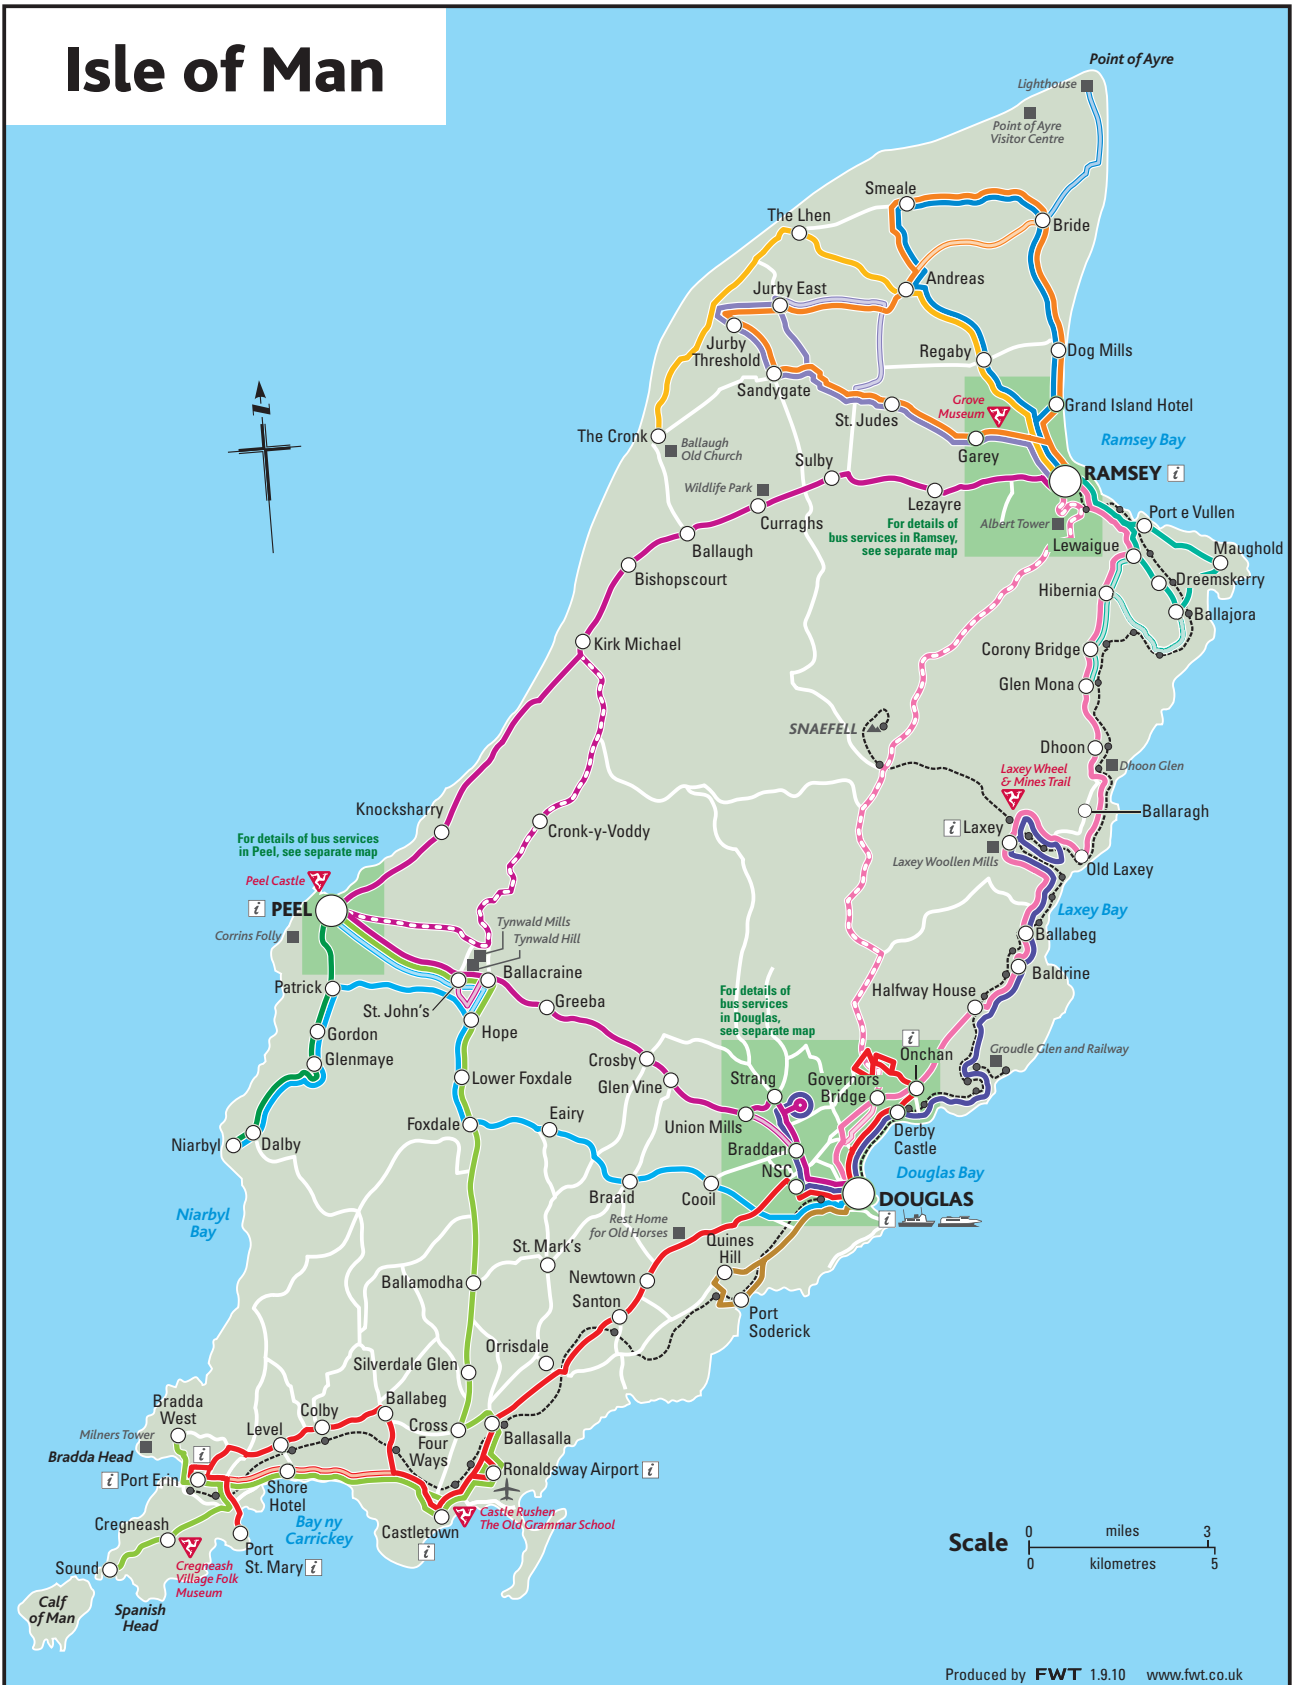 Isle of Man
Point of Ayre
Lighthouse
Point of Ayre
Visitor Centre
Smeale
The Lhen
Bride
Andreas
Jurby East
Jurby
Threshold
Regaby
Dog Mills
Sandygate
Grove
Museum
Grand Island Hotel
St. Judes
The Cronk
Ballaugh
Old Church
Garey
Ramsey Bay
Sulby
RAMSEY i
Wildlife Park
Lezayre
Curraghs
For details of
bus services in Ramsey,
see separate map
Albert Tower
Port e Vullen
Lewaigue
Ballaugh
Maughold
Bishopscourt
Dreemskerry
Hibernia
Ballajora
Kirk Michael
Corony Bridge
Glen Mona
SNAEFELL
Dhoon
Dhoon Glen
Laxey Wheel
& Mines Trail
Knocksharry
Cronk-y-Voddy
Ballaragh
i Laxey
Laxey Woollen Mills
Old Laxey
For details of bus services
in Peel, see separate map
Peel Castle
i PEEL
Corrins Folly
Tynwald Mills
Tynwald Hill
Laxey Bay
Ballabeg
Baldrine
Ballacraine
Patrick
St. John's
Greeba
Halfway House
For details of
bus services
in Douglas,
see separate map
Hope
Gordon
Glenmaye
i
Onchan
Groudle Glen and Railway
Crosby
Glen Vine
Strang
Governors
Bridge
Lower Foxdale
Foxdale
Eairy
Union Mills
Braddan
Derby
Castle
Niarbyl
Dalby
NSC
Douglas Bay
Braaid
Cooil
DOUGLAS
i
Niarbyl
Bay
Rest Home
for Old Horses
Quines
Hill
St. Mark's
Newtown
Ballamodha
Santon
Port
Soderick
Orrisdale
Silverdale Glen
Bradda
West
Ballabeg
Colby
Level
Cross
Four
Ways
Ballasalla
Milners Tower
Bradda Head
i
i Port Erin
Shore
Hotel
Ronaldsway Airport i
Cregneash
Bay ny
Carrickey
Castletown
i
Castle Rushen
The Old Grammar School
Port
St. Mary i
Sound
Cregneash
Village Folk
Museum
Calf
of Man
Spanish
Head
Scale
0 miles 3
0 kilometres 5
Produced by FWT 1.9.10 www.fwt.co.uk